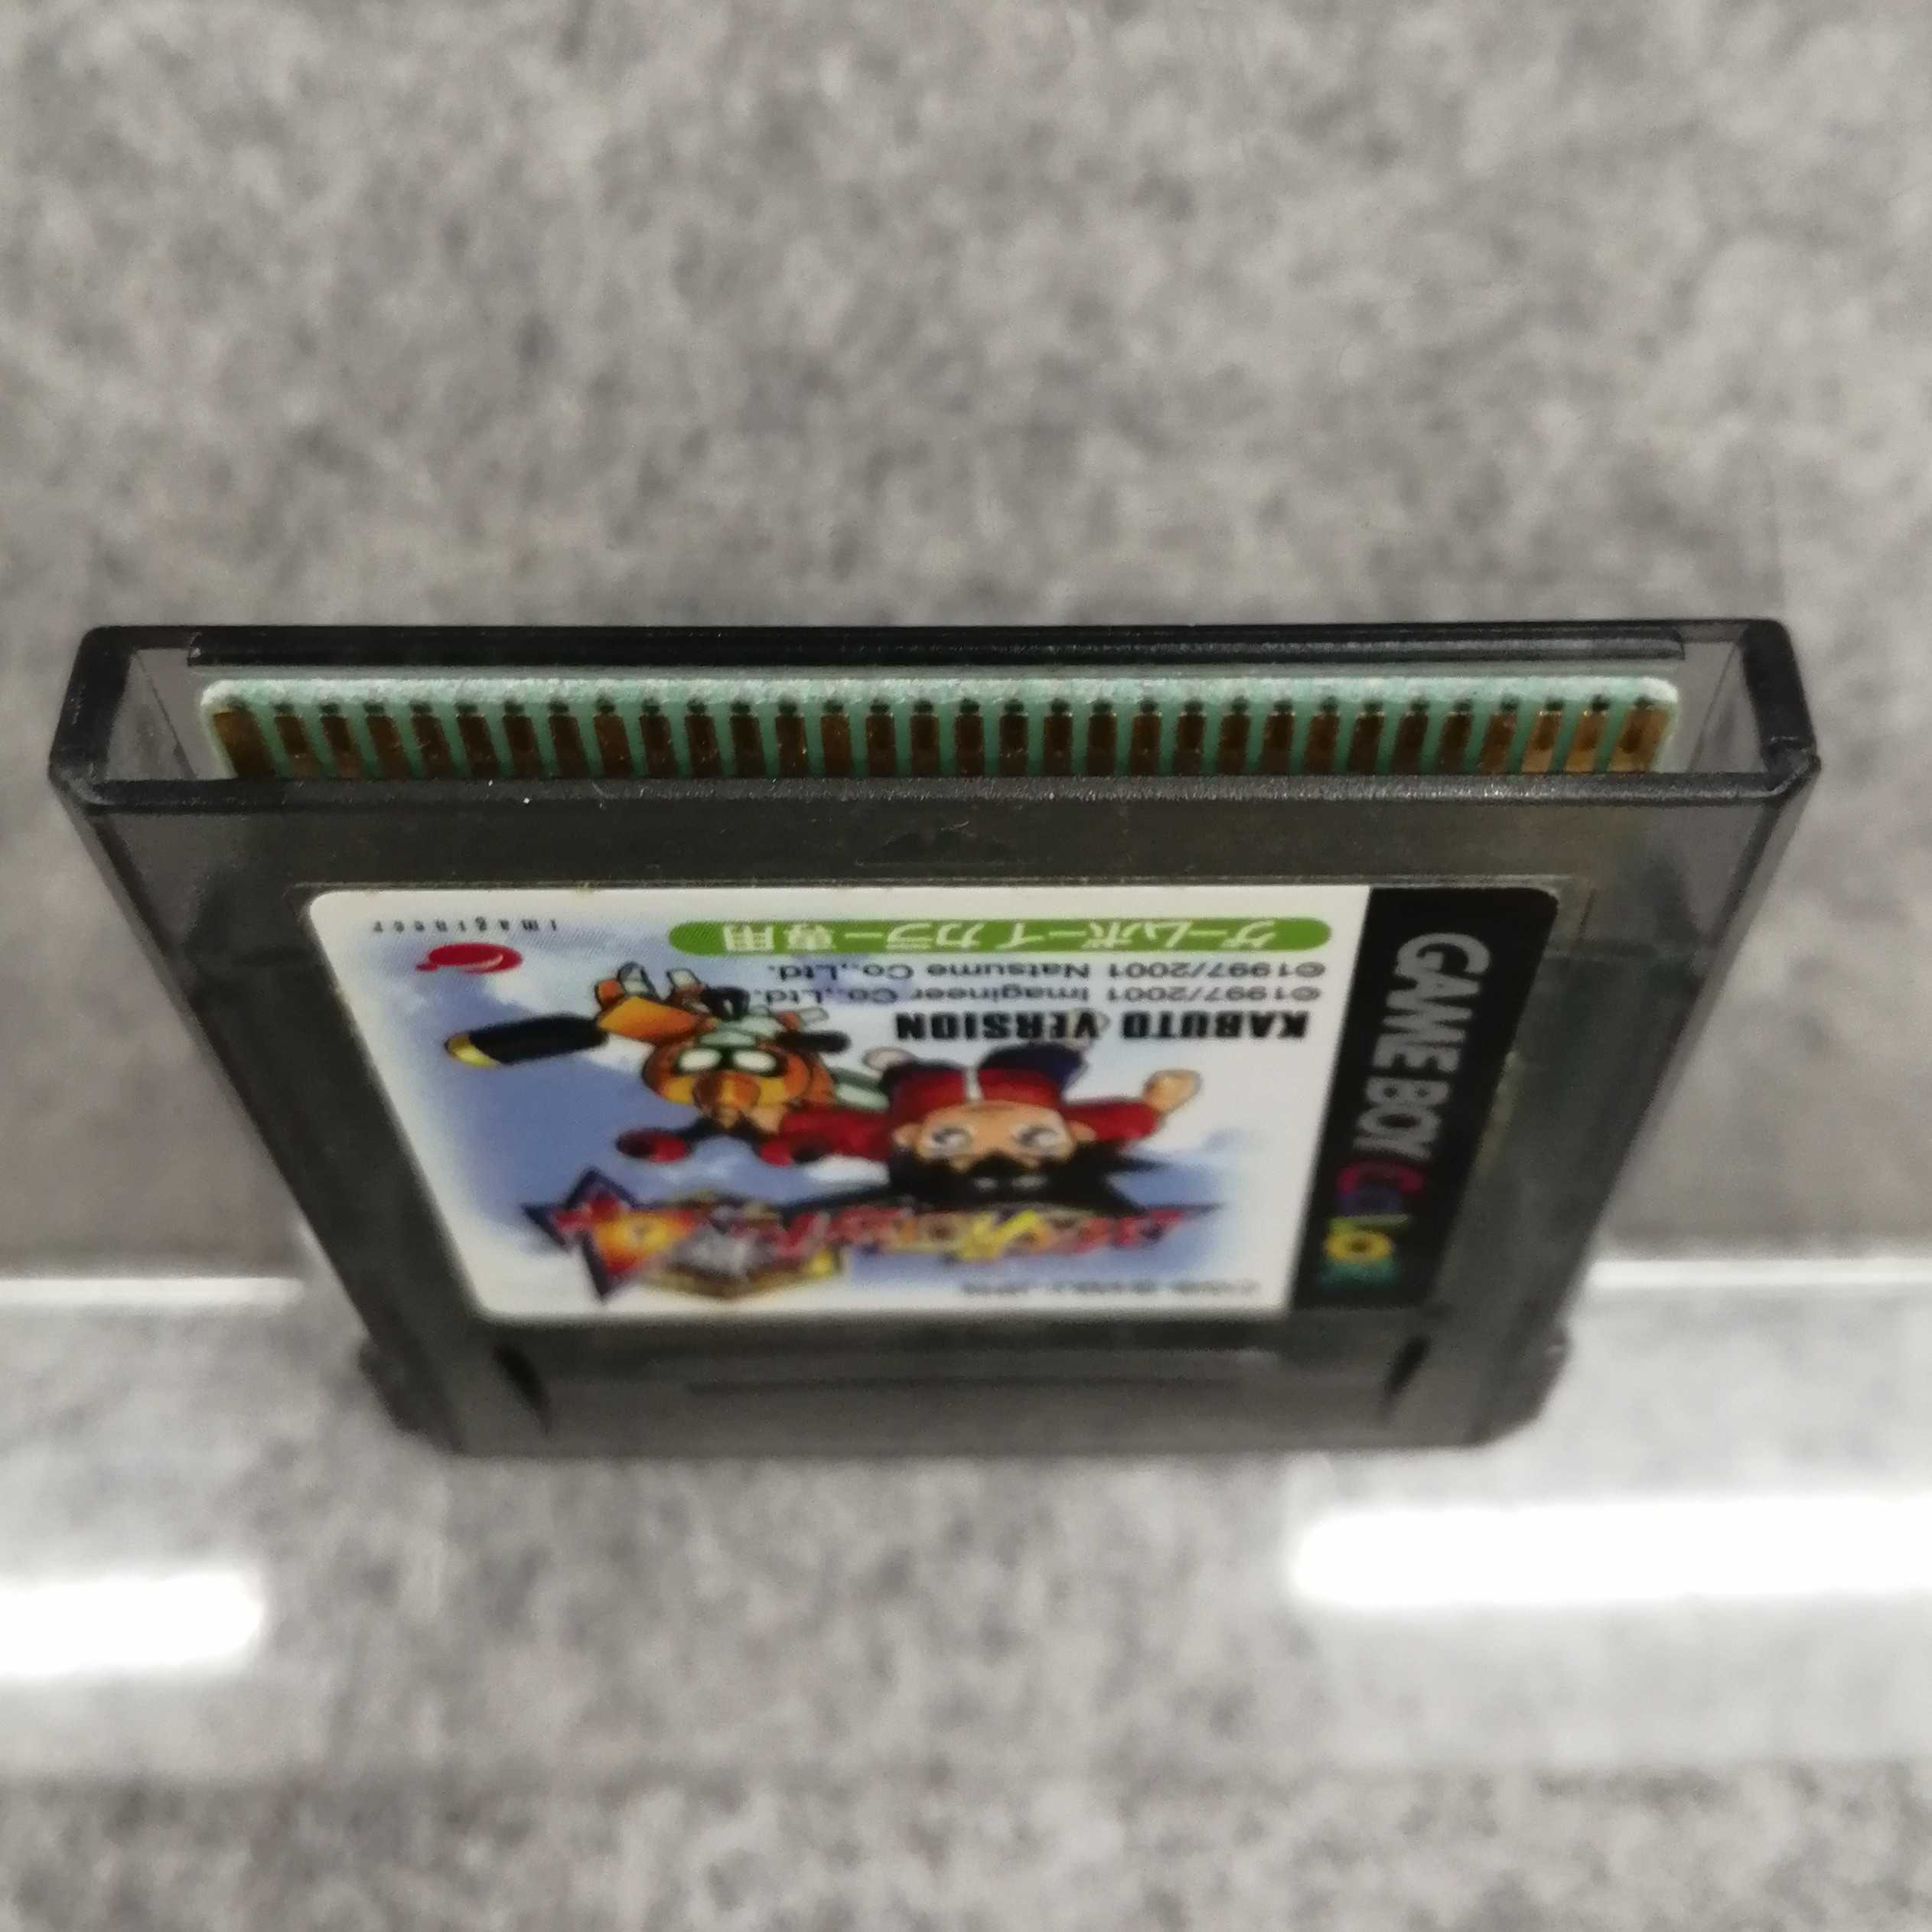 GAME BOY COLOR
KABUTO VERSION
©1997/2001 Imagineer Co.,Ltd.
©1997/2001 Natsume Co.,Ltd.
ゲームボーイカラー専用
imagineer